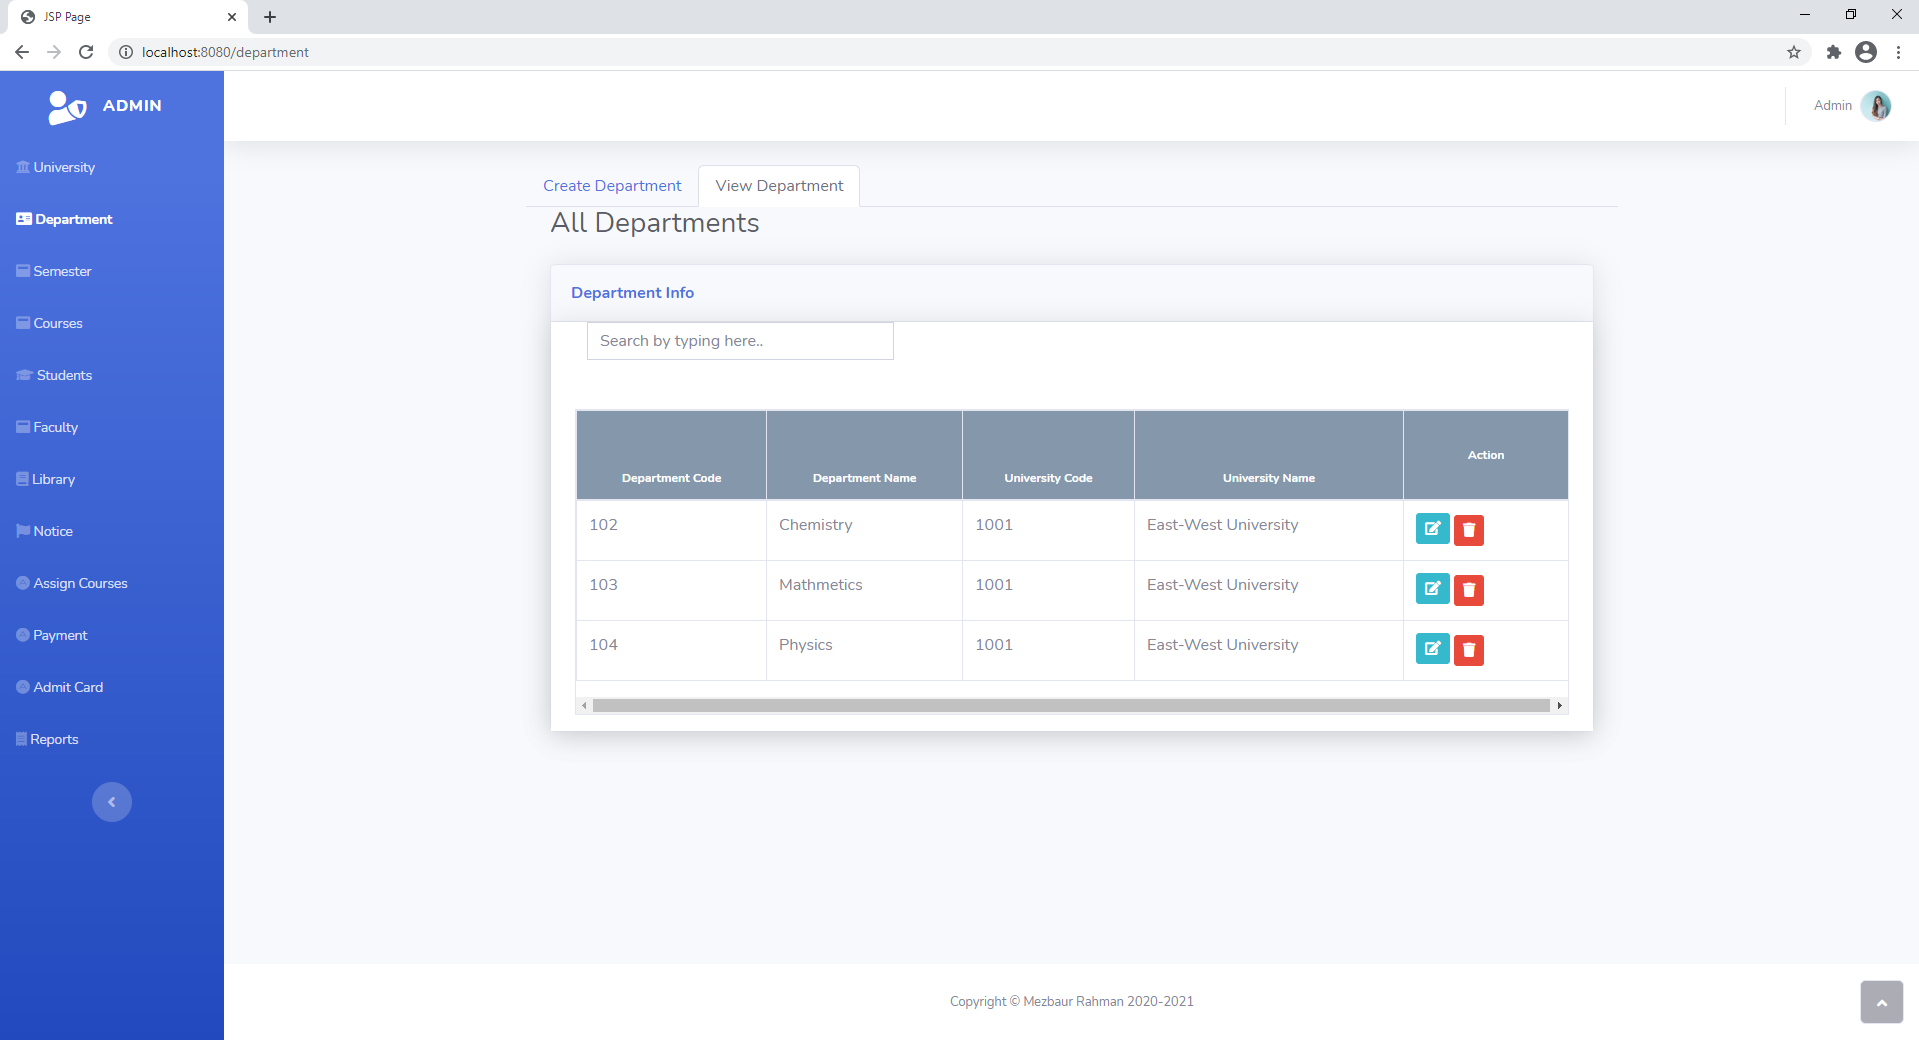 JSP Page
localhost:8080/department
ADMIN
Admin
University
Department
Semester
Courses
Students
Faculty
Library
Notice
Assign Courses
Payment
Admit Card
Reports
Create Department View Department
All Departments
Department Info
Search by typing here..
Department Code Department Name University Code University Name Action
102 Chemistry 1001 East-West University
103 Mathmetics 1001 East-West University
104 Physics 1001 East-West University
Copyright © Mezbaur Rahman 2020-2021